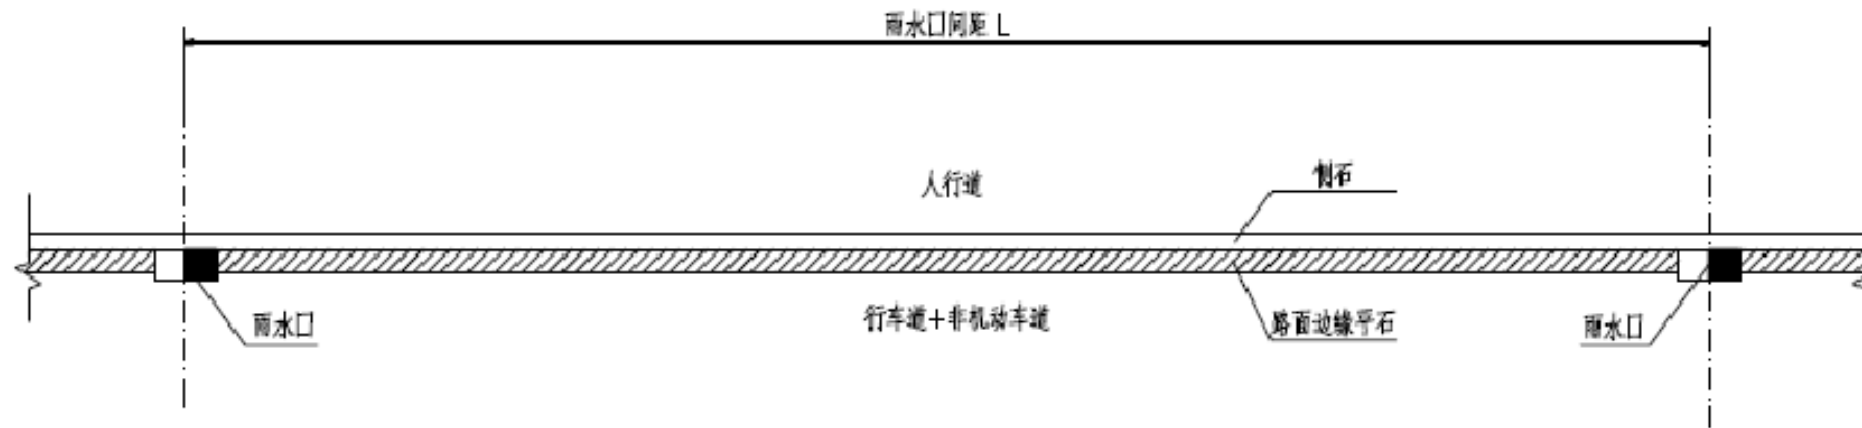 雨水口间距 L
人行道
侧石
行车道+非机动车道
雨水口
路面边缘平石
雨水口